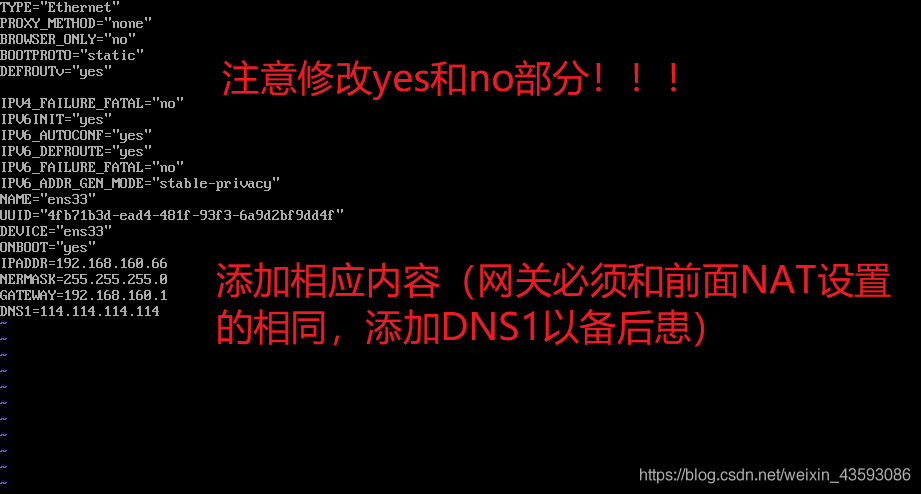 TYPE="Ethernet"
PROXY_METHOD="none"
BROWSER_ONLY="no"
BOOTPROTO="static"
DEFROUTv="yes"
注意修改yes和no部分！！！
IPV4_FAILURE_FATAL="no"
IPV6INIT="yes"
IPV6_AUTOCONF="yes"
IPV6_DEFROUTE="yes"
IPV6_FAILURE_FATAL="no"
IPV6_ADDR_GEN_MODE="stable-privacy"
NAME="ens33"
UUID="4fb71b3d-ead4-481f-93f3-6a9d2bf9dd4f"
DEVICE="ens33"
ONBOOT="yes"
IPADDR=192.168.160.66
NERMASK=255.255.255.0
GATEWAY=192.168.160.1
DNS1=114.114.114.114
添加相应内容（网关必须和前面NAT设置
的相同，添加DNS1以备后患）
~
~
~
~
~
~
~
~
~
~
~
https://blog.csdn.net/weixin_43593086